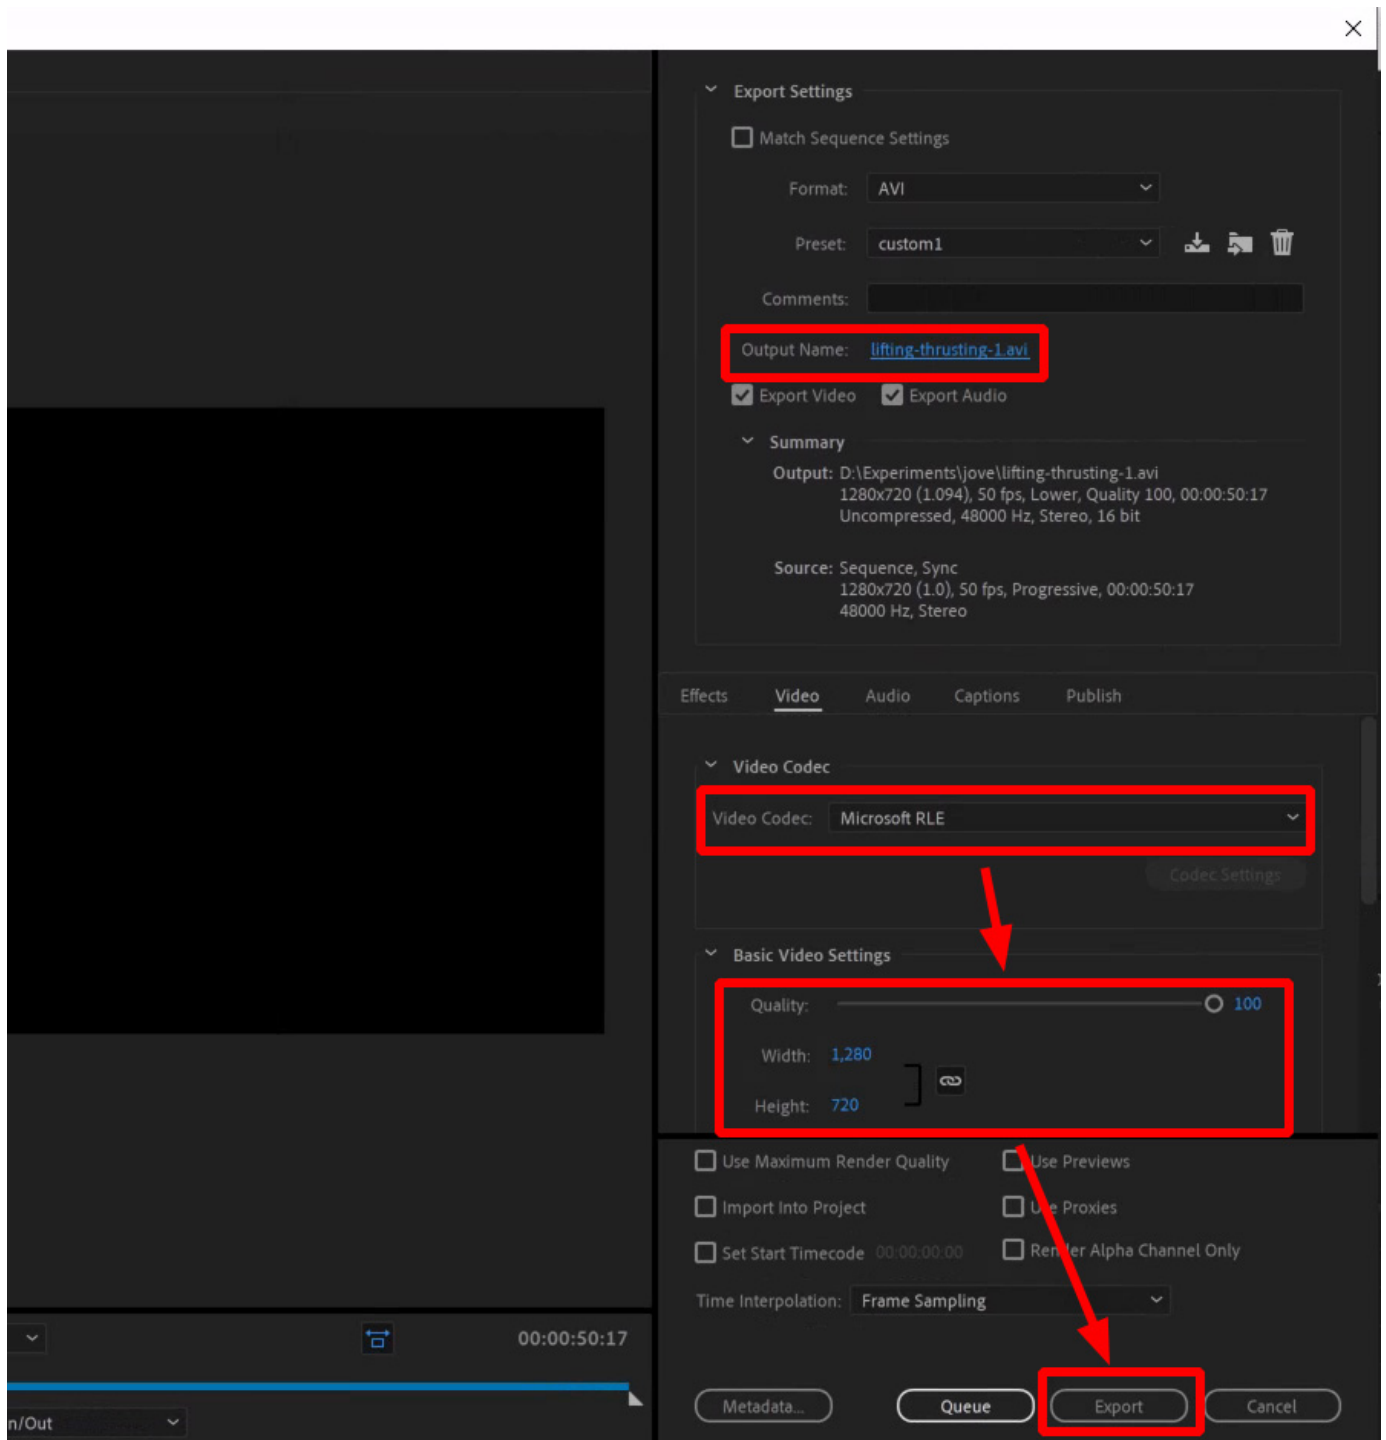 Export Settings
Match Sequence Settings
Format: AVI
Preset: custom1
Comments:
Output Name: lifting-thrusting-1.avi
Export Video Export Audio
Summary
Output: D:\Experiments\jove\lifting-thrusting-1.avi
1280x720 (1.094), 50 fps, Lower, Quality 100, 00:00:50:17
Uncompressed, 48000 Hz, Stereo, 16 bit
Source: Sequence, Sync
1280x720 (1.0), 50 fps, Progressive, 00:00:50:17
48000 Hz, Stereo
Effects Video Audio Captions Publish
Video Codec
Video Codec: Microsoft RLE
Codec Settings
Basic Video Settings
Quality: 100
Width: 1,280
Height: 720
Use Maximum Render Quality Use Previews
Import Into Project Use Proxies
Set Start Timecode 00:00:00:00 Render Alpha Channel Only
Time Interpolation: Frame Sampling
00:00:50:17
n/Out
Metadata... Queue Export Cancel